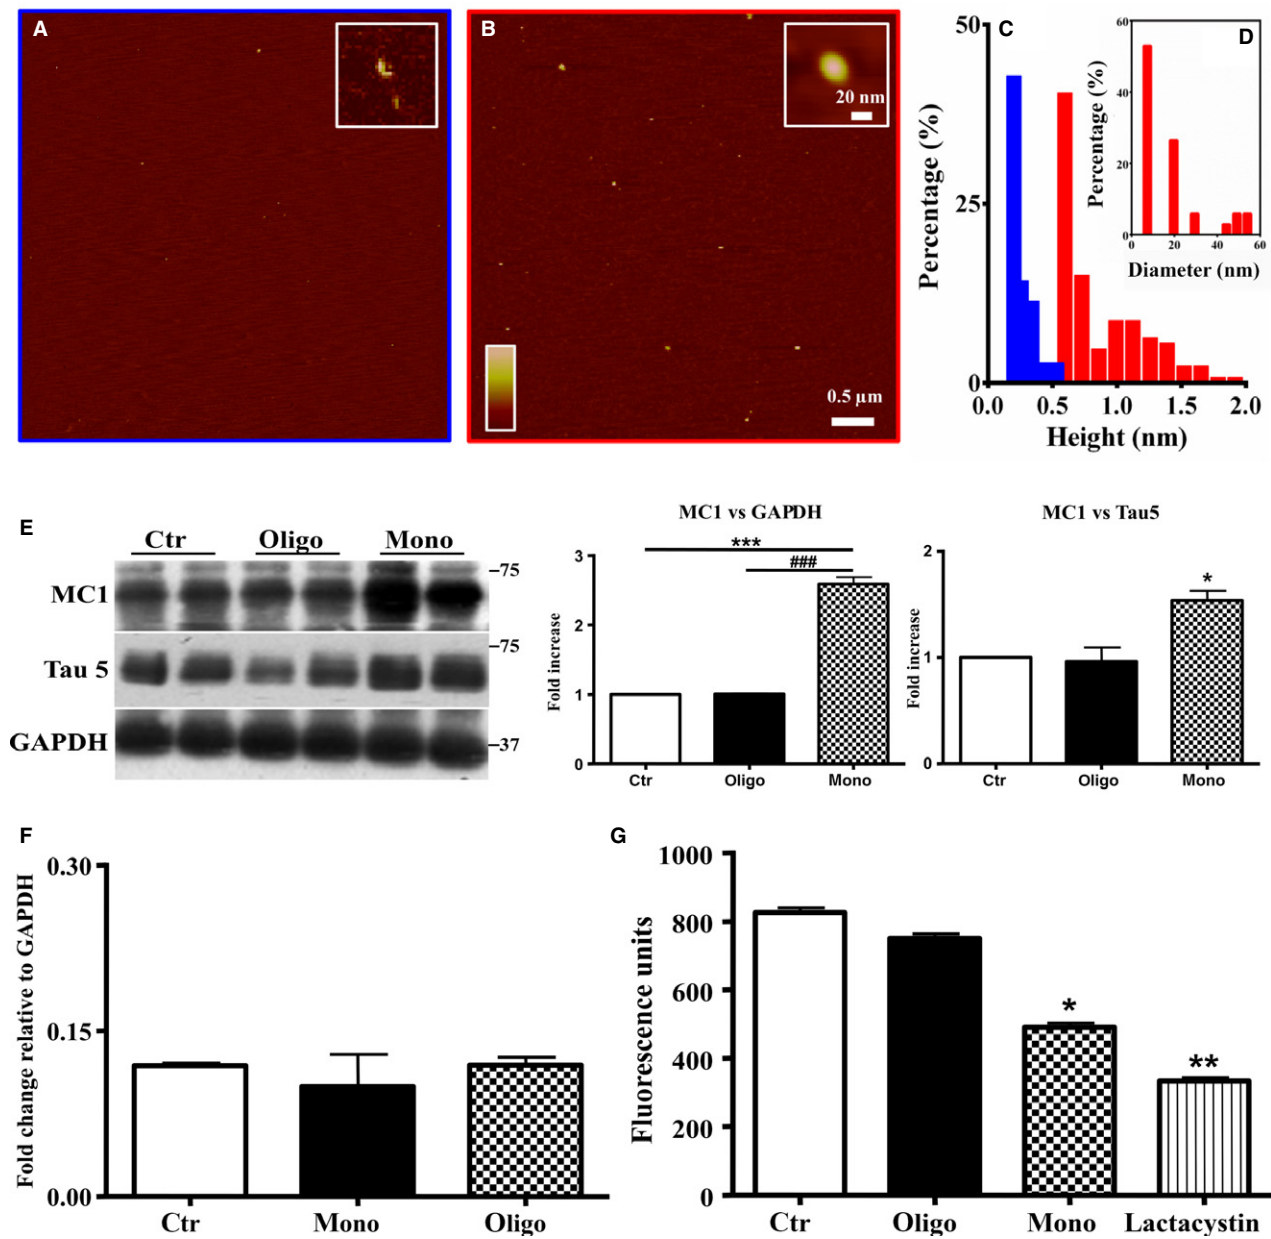 A
B
20 nm
0.5 μm
C
D
50
25
0
Percentage (%)
0.0 0.5 1.0 1.5 2.0
Height (nm)
60
40
20
0
Percentage (%)
0 20 40 60
Diameter (nm)
E
Ctr Oligo Mono
MC1
Tau 5
GAPDH
–75
–75
–37
MC1 vs GAPDH
***
###
3
2
1
0
Fold increase
Ctr Oligo Mono
MC1 vs Tau5
*
2
1
0
Fold increase
Ctr Oligo Mono
F
0.30
0.15
0.00
Fold change relative to GAPDH
Ctr Mono Oligo
G
1000
800
600
400
200
0
Fluorescence units
*
**
Ctr Oligo Mono Lactacystin